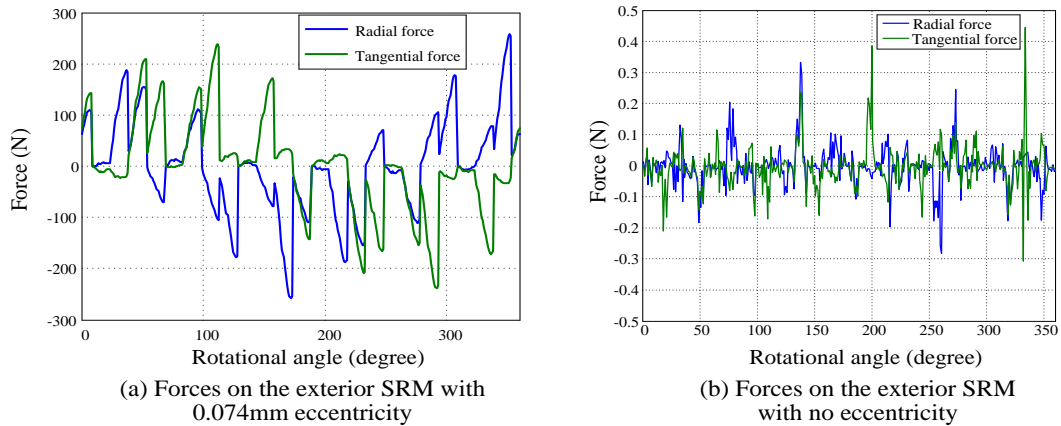 300
200
100
0
-100
-200
-300
Force (N)
Radial force
Tangential force
0
100
200
300
Rotational angle (degree)
(a) Forces on the exterior SRM with
0.074mm eccentricity
0.5
0.4
0.3
0.2
0.1
0
-0.1
-0.2
-0.3
-0.4
-0.5
Force (N)
Radial force
Tangential force
0
50
100
150
200
250
300
350
Rotational angle (degree)
(b) Forces on the exterior SRM
with no eccentricity